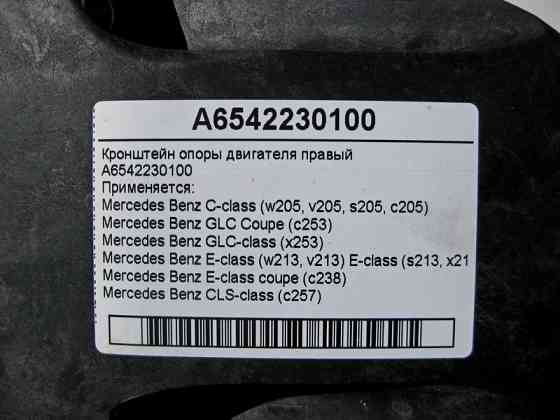 A6542230100
Кронштейн опоры двигателя правый
A6542230100
Применяется:
Mercedes Benz C-class (w205, v205, s205, c205)
Mercedes Benz GLC Coupe (c253)
Mercedes Benz GLC-class (x253)
Mercedes Benz E-class (w213, v213) E-class (s213, x21
Mercedes Benz E-class coupe (c238)
Mercedes Benz CLS-class (c257)